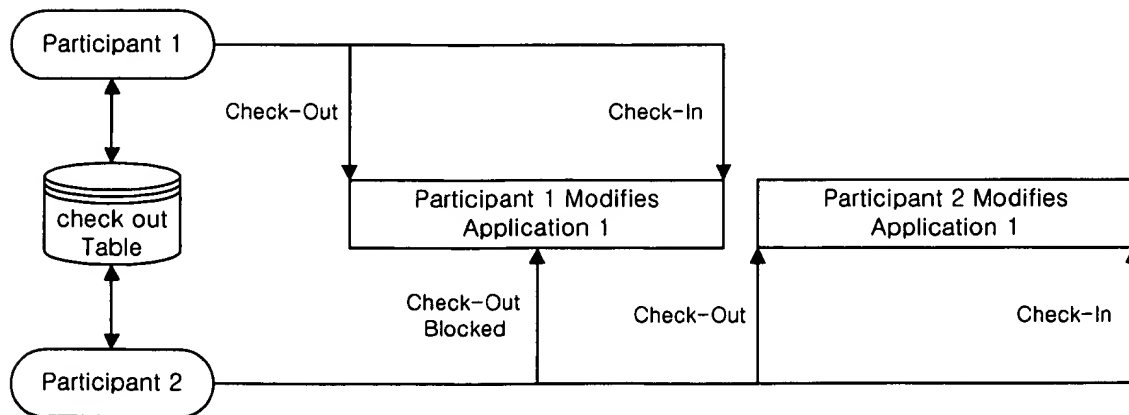 Participant 1
Check-Out
Check-In
Participant 1 Modifies
Application 1
Participant 2 Modifies
Application 1
check out
Table
Check-Out
Blocked
Check-Out
Check-In
Participant 2